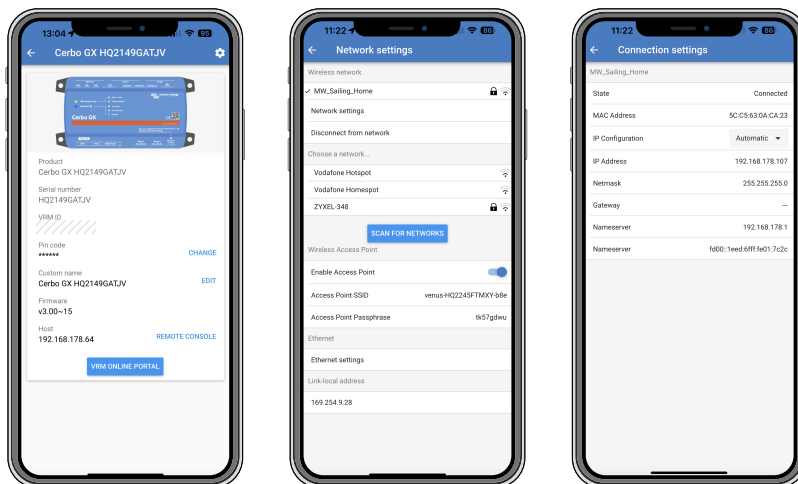 13:04
95
Cerbo GX HQ2149GATJV
Cerbo GX
Product
Cerbo GX HQ2149GATJV
Serial number
HQ2149GATJV
VRM ID
Pin code
****** CHANGE
Custom name
Cerbo GX HQ2149GATJV EDIT
Firmware
v3.00~15
Host
192.168.178.64 REMOTE CONSOLE
VRM ONLINE PORTAL
11:22
86
Network settings
Wireless network
MW_Sailing_Home
Network settings
Disconnect from network
Choose a network...
Vodafone Hotspot
Vodafone Homespot
ZYXEL-348
SCAN FOR NETWORKS
Wireless Access Point
Enable Access Point
Access Point SSID venus-HQ2245FTMXY-b8e
Access Point Passphrase tk57gdwu
Ethernet
Ethernet settings
Link-local address
169.254.9.28
11:22
86
Connection settings
MW_Sailing_Home
State Connected
MAC Address 5C:C5:63:0A:CA:23
IP Configuration Automatic
IP Address 192.168.178.107
Netmask 255.255.255.0
Gateway —
Nameserver 192.168.178.1
Nameserver fd00::1eed:6fff:fe01:7c2c